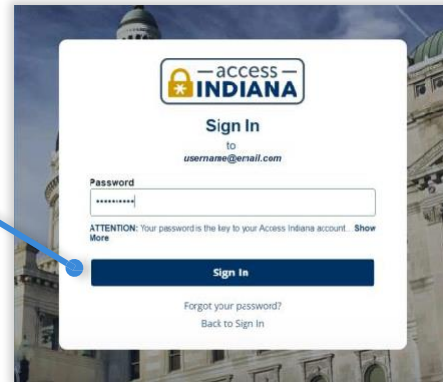 access
INDIANA
Sign In
to
username@email.com
Password
ATTENTION: Your password is the key to your Access Indiana account... Show
More
Sign In
Forgot your password?
Back to Sign In